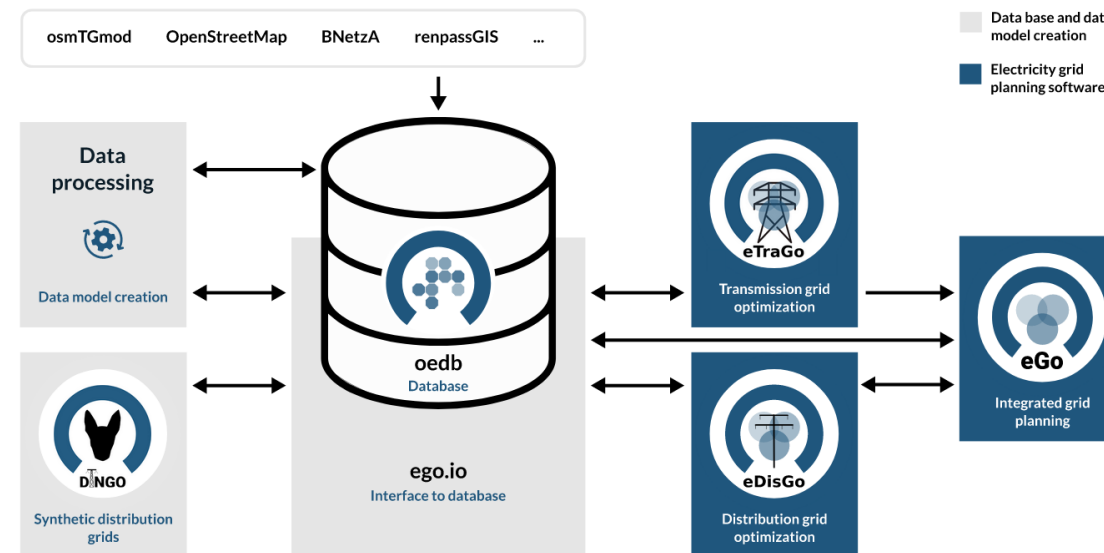 osmTGmod OpenStreetMap BNetzA renpassGIS ...
Data base and dat
model creation
Electricity grid
planning software
Data
processing
Data model creation
oedb
Database
ego.io
Interface to database
DINGO
Synthetic distribution
grids
eTraGo
Transmission grid
optimization
eDisGo
Distribution grid
optimization
eGo
Integrated grid
planning